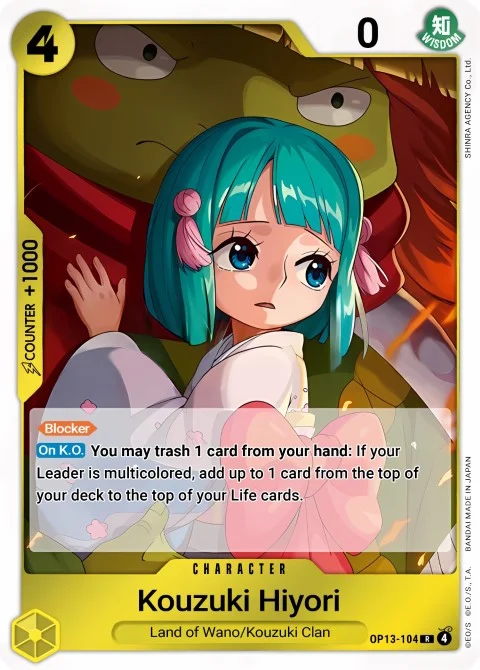 4
0
知
WISDOM
SHINRA AGENCY Co., Ltd.
COUNTER +1000
Blocker
On K.O. You may trash 1 card from your hand: If your
Leader is multicolored, add up to 1 card from the top of
your deck to the top of your Life cards.
CHARACTER
Kouzuki Hiyori
Land of Wano/Kouzuki Clan
OP13-104 R 4
©EO/S ©E.O./S., T.A. BANDAI MADE IN JAPAN